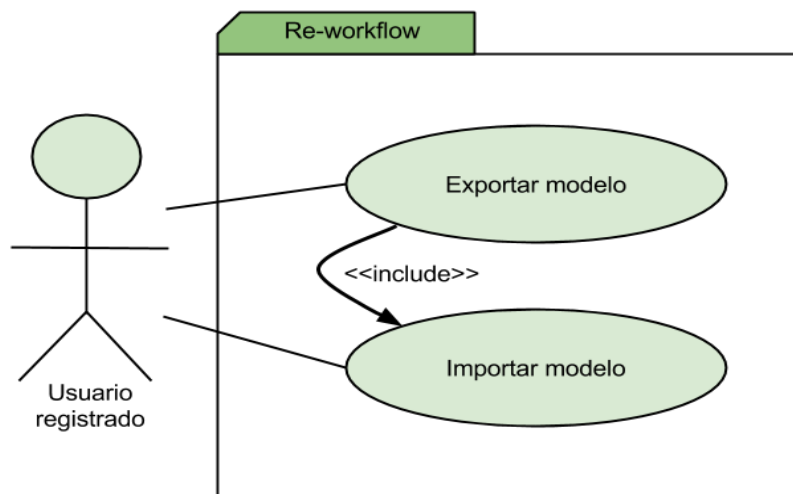 Re-workflow
Exportar modelo
<<include>>
Importar modelo
Usuario
registrado